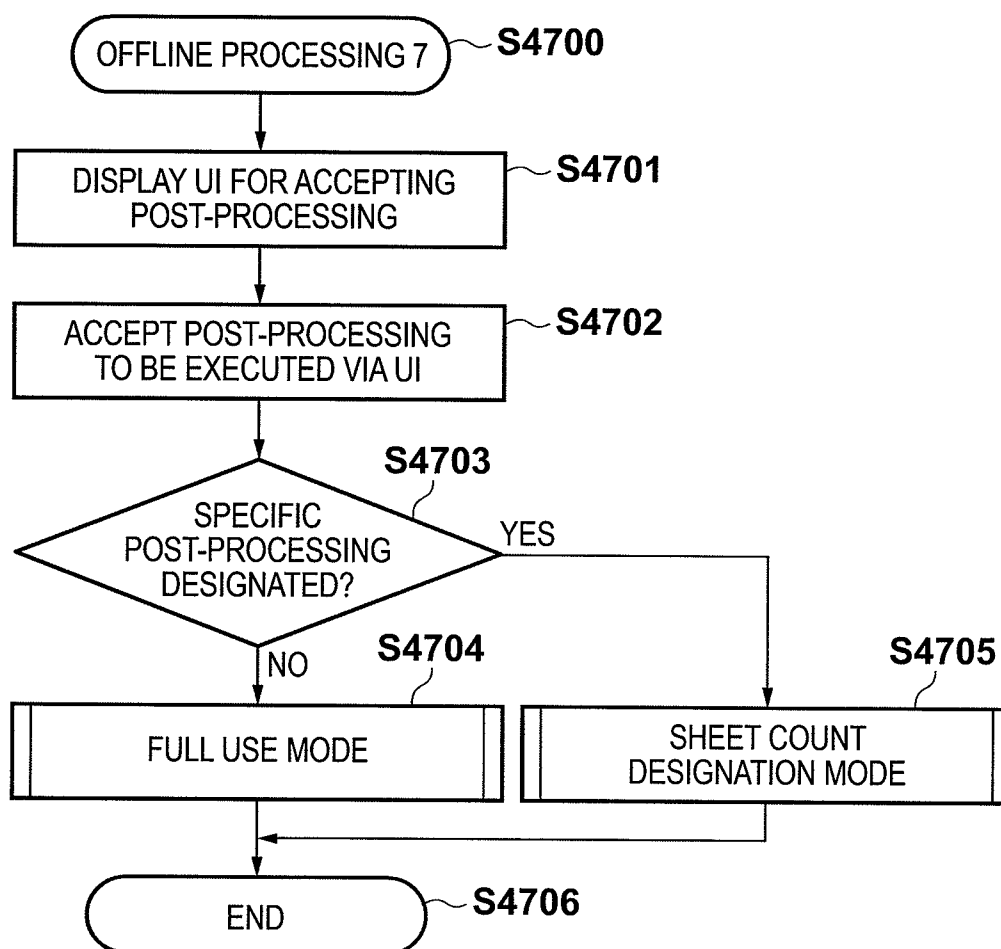 OFFLINE PROCESSING 7
S4700
DISPLAY UI FOR ACCEPTING
POST-PROCESSING
S4701
ACCEPT POST-PROCESSING
TO BE EXECUTED VIA UI
S4702
S4703
SPECIFIC
POST-PROCESSING
DESIGNATED?
YES
NO
S4704
FULL USE MODE
S4705
SHEET COUNT
DESIGNATION MODE
END
S4706